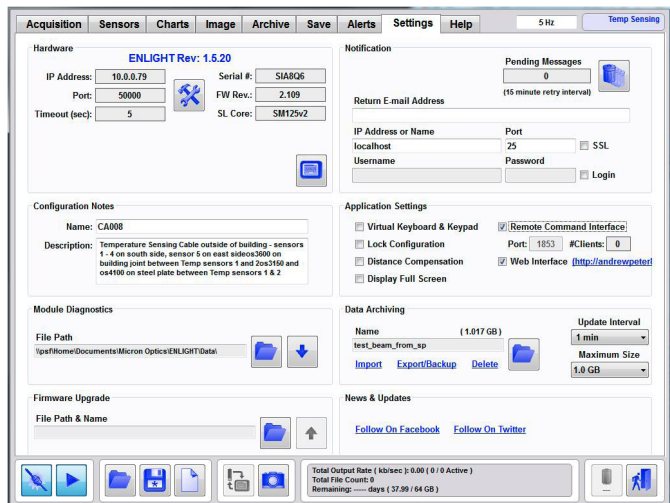 Acquisition Sensors Charts Image Archive Save Alerts Settings Help 5 Hz Temp Sensing
Hardware
ENLIGHT Rev: 1.5.20
IP Address: 10.0.0.79 Serial #: SIA8Q6
Port: 50000 FW Rev.: 2.109
Timeout (sec): 5 SL Core: SM125v2
Notification
Pending Messages
0
(15 minute retry interval)
Return E-mail Address
IP Address or Name Port
localhost 25 SSL
Username Password
Login
Configuration Notes
Name: CA008
Description: Temperature Sensing Cable outside of building - sensors
1 - 4 on south side, sensor 5 on east sideos3600 on
building joint between Temp sensors 1 and 2os3150 and
os4100 on steel plate between Temp sensors 1 & 2
Application Settings
Virtual Keyboard & Keypad Remote Command Interface
Lock Configuration Port: 1853 #Clients: 0
Distance Compensation Web Interface (http://andrewpeterl
Display Full Screen
Module Diagnostics
File Path
\\psf\Home\Documents\Micron Optics\ENLIGHT\Data\
Data Archiving
Name (1.017 GB)
test_beam_from_sp
Import Export/Backup Delete
Update Interval
1 min
Maximum Size
1.0 GB
Firmware Upgrade
File Path & Name
News & Updates
Follow On Facebook Follow On Twitter
Total Output Rate ( kb/sec ): 0.00 ( 0 / 0 Active )
Total File Count: 0
Remaining: ----- days ( 37.99 / 64 GB )